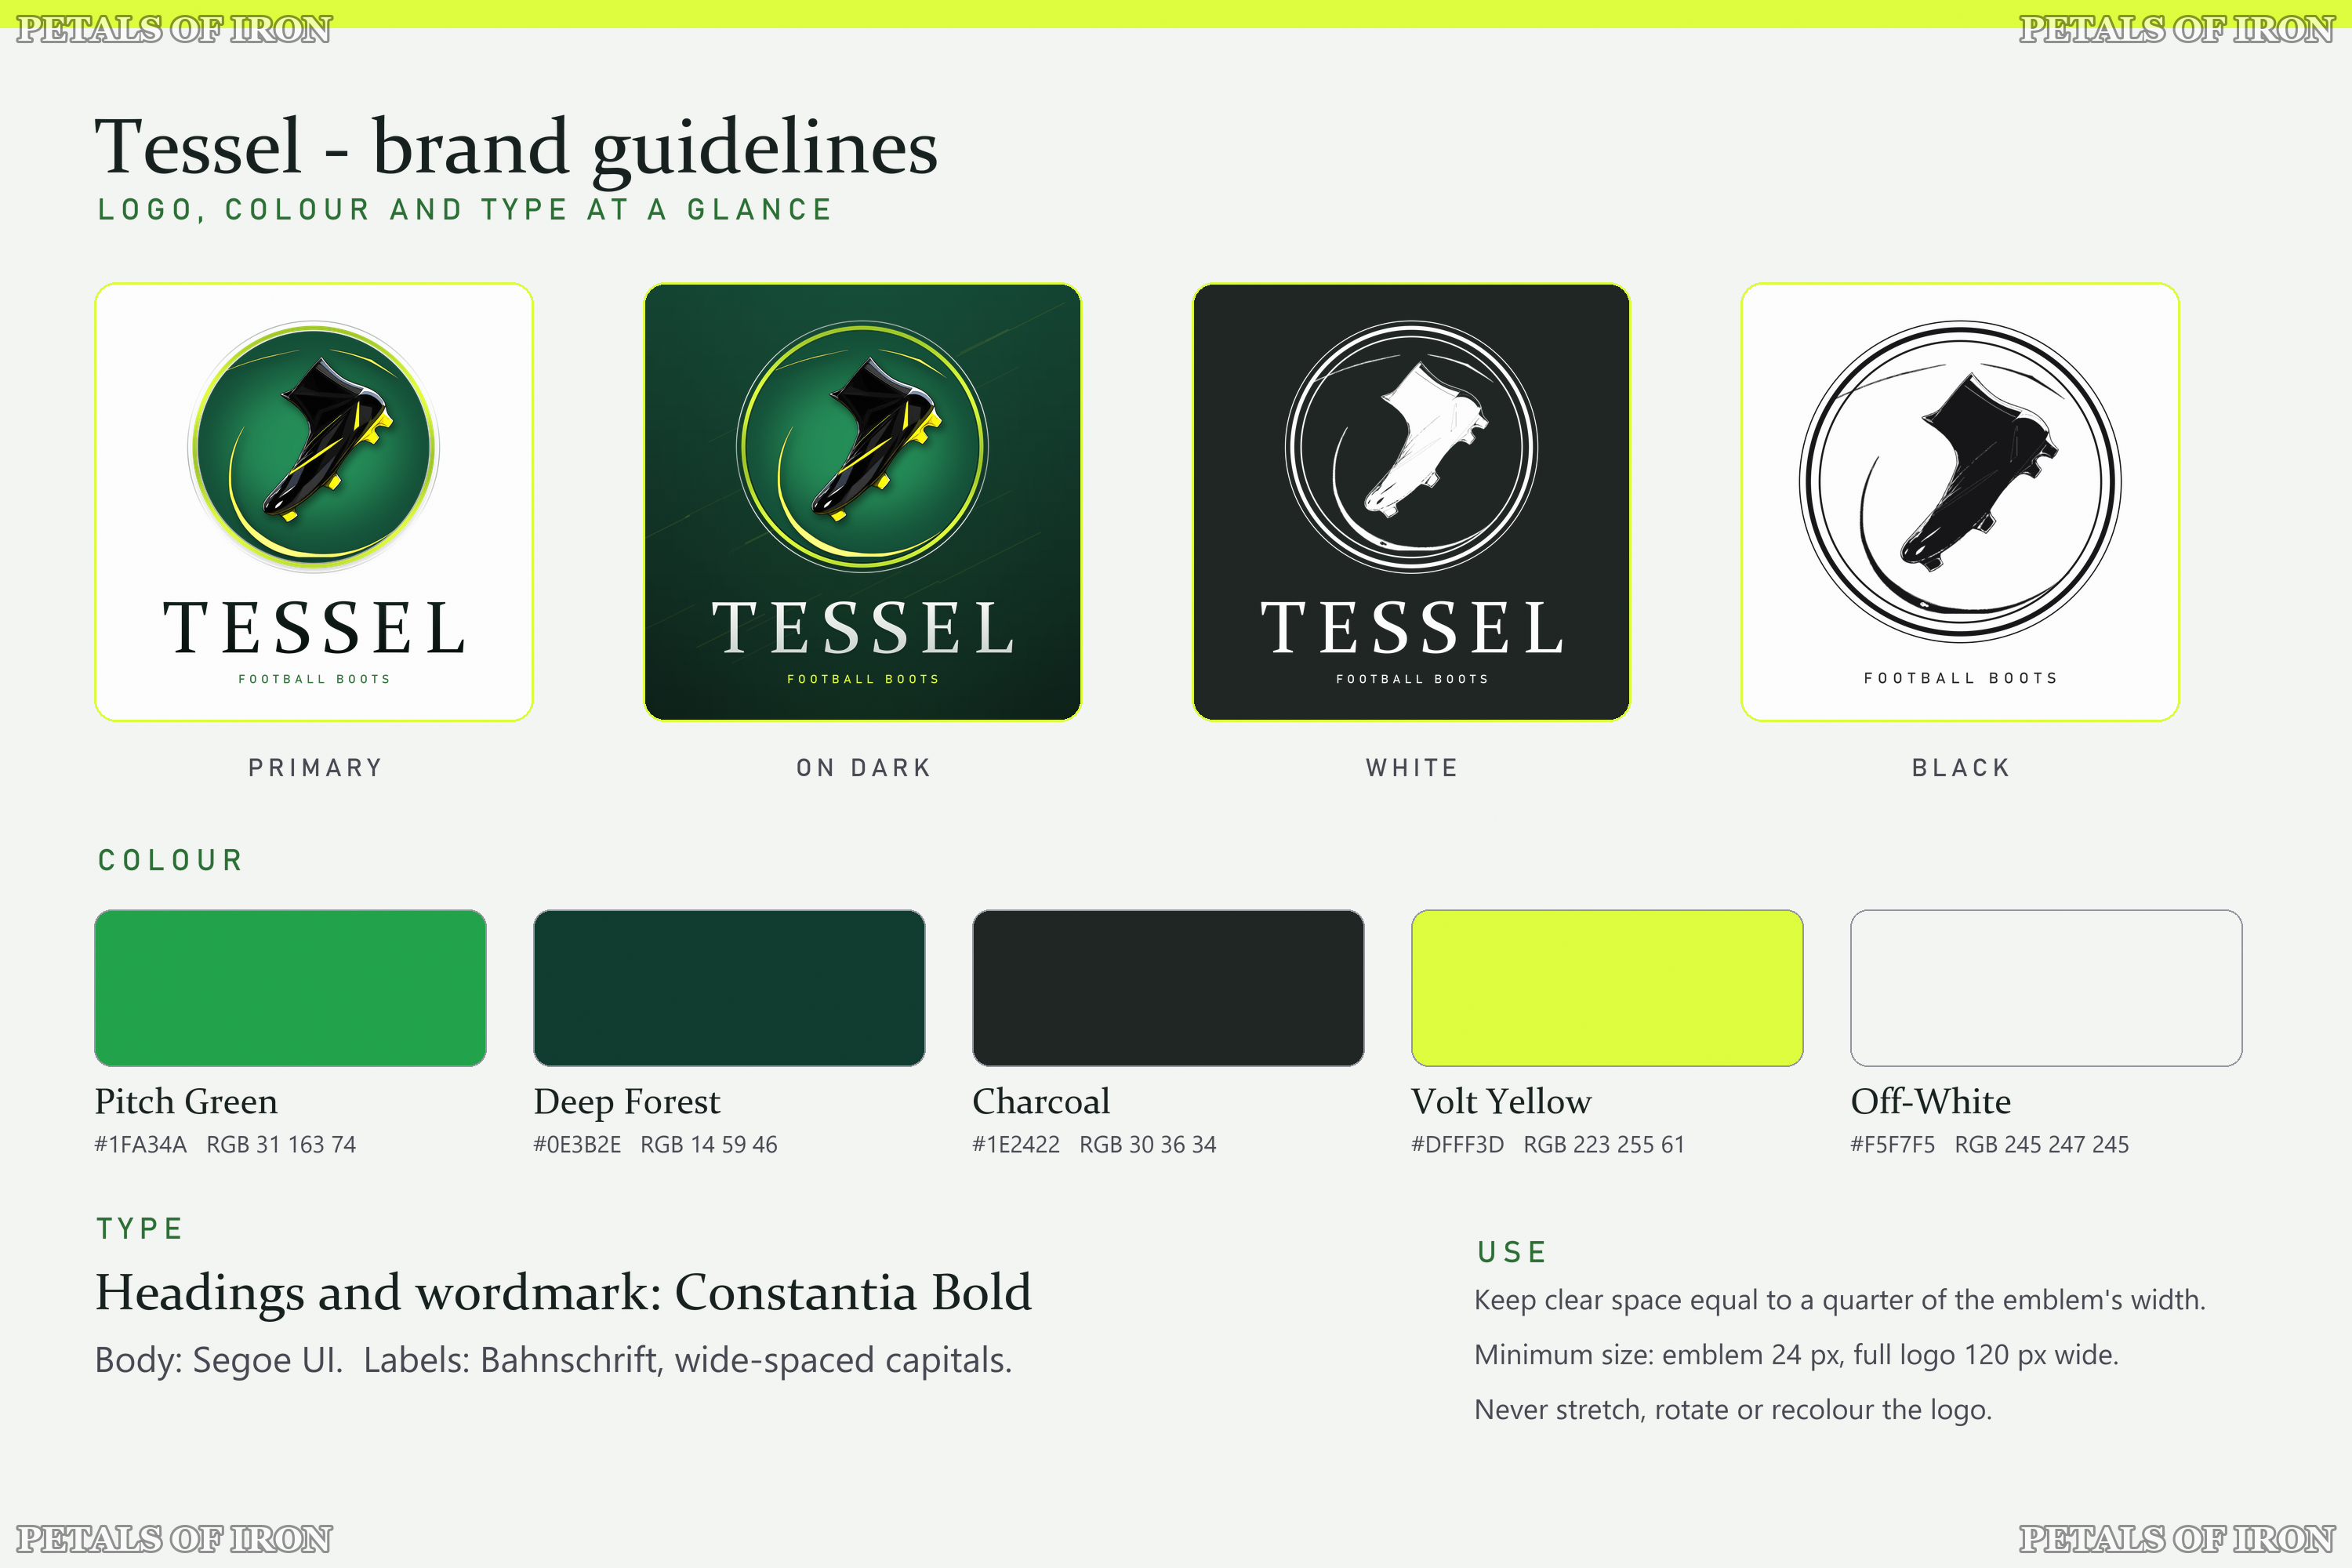 PETALS OF IRON PETALS OF IRON
Tessel - brand guidelines
LOGO, COLOUR AND TYPE AT A GLANCE
TESSEL
FOOTBALL BOOTS
PRIMARY
TESSEL
FOOTBALL BOOTS
ON DARK
TESSEL
FOOTBALL BOOTS
WHITE
FOOTBALL BOOTS
BLACK
COLOUR
Pitch Green
#1FA34A RGB 31 163 74
Deep Forest
#0E3B2E RGB 14 59 46
Charcoal
#1E2422 RGB 30 36 34
Volt Yellow
#DFFF3D RGB 223 255 61
Off-White
#F5F7F5 RGB 245 247 245
TYPE
Headings and wordmark: Constantia Bold
Body: Segoe UI. Labels: Bahnschrift, wide-spaced capitals.
USE
Keep clear space equal to a quarter of the emblem's width.
Minimum size: emblem 24 px, full logo 120 px wide.
Never stretch, rotate or recolour the logo.
PETALS OF IRON PETALS OF IRON